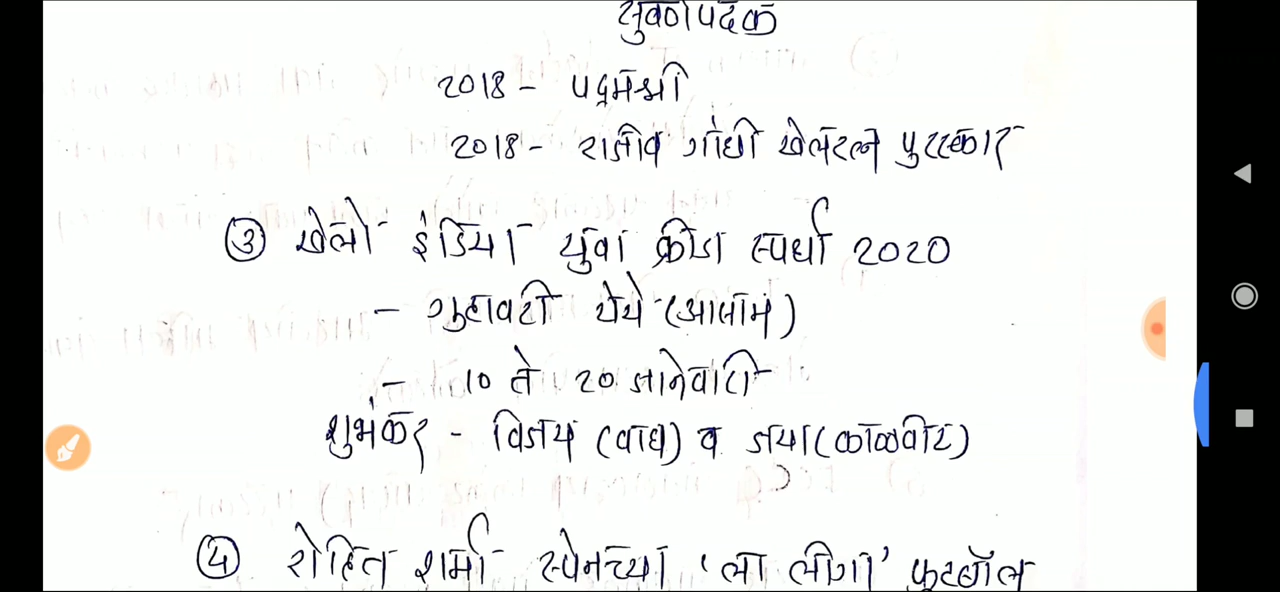 सुवर्णपदक
2018 - पद्मश्री
2018 - राजीव गांधी खेलरत्न पुरस्कार
③ खेलो इंडिया युवा क्रीडा स्पर्धा 2020
- गुहावटी येथे (आसाम)
- 10 ते 20 जानेवारी
शुभंकर - विजय (वाघ) व जया (काळवीट)
④ रोहित शर्मा स्पेनच्या 'ला लीगा' फुटबॉल